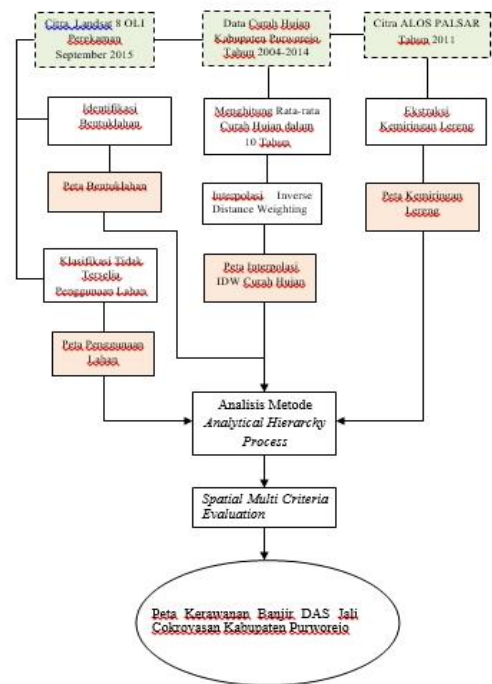 Citra Landsat 8 OLI
Perekaman
September 2015
Data Curah Hujan
Kabupaten Purworejo
Tahun 2004-2014
Citra ALOS PALSAR
Tahun 2011
Identifikasi
Bentuklahan
Menghitung Rata-rata
Curah Hujan dalam
10 Tahun
Ekstraksi
Kemiringan Lereng
Peta Bentuklahan
Interpolasi Inverse
Distance Weighting
Peta Kemiringan
Lereng
Klasifikasi Tidak
Terselia
Penggunaan Lahan
Peta Interpolasi
IDW Curah Hujan
Peta Penggunaan
Lahan
Analisis Metode
Analytical Hierarchy
Process
Spatial Multi Criteria
Evaluation
Peta Kerawanan Banjir DAS Jali
Cokroyasan Kabupaten Purworejo